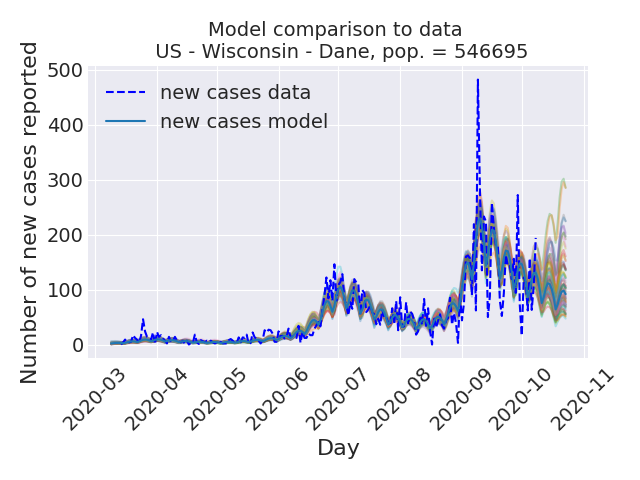 Model comparison to data
US - Wisconsin - Dane, pop. = 546695
Number of new cases reported
500
400
300
200
100
0
new cases data
new cases model
2020-03
2020-04
2020-05
2020-06
2020-07
2020-08
2020-09
2020-10
2020-11
Day